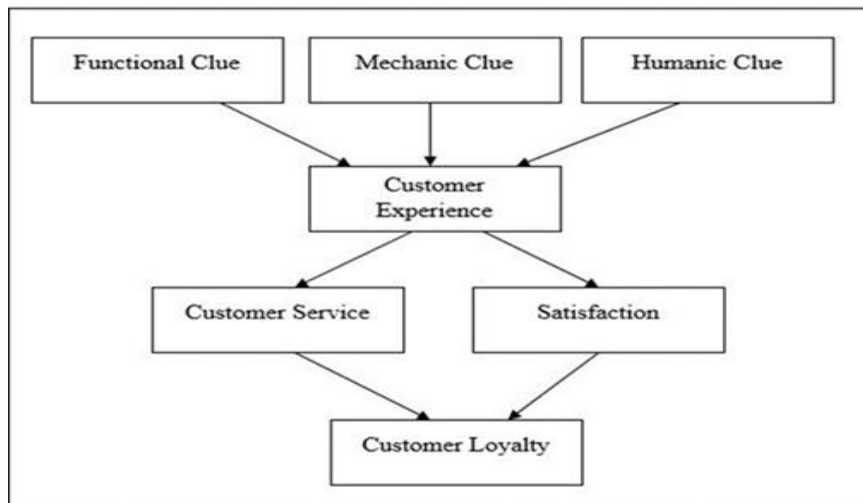 Functional Clue
Mechanic Clue
Humanic Clue
Customer
Experience
Customer Service
Satisfaction
Customer Loyalty